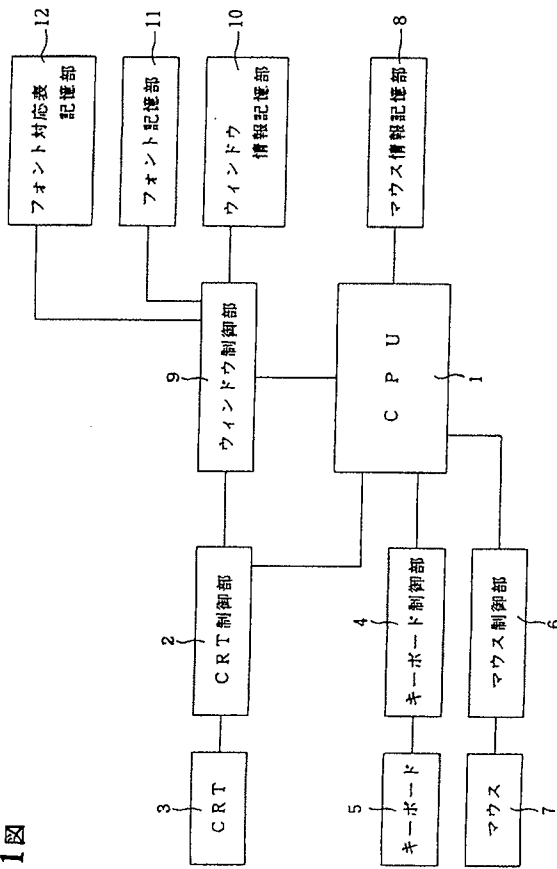 1図
3
CRT
2
CRT制御部
5
キーボード
4
キーボード制御部
7
マウス
6
マウス制御部
9
ウィンドウ制御部
CPU
1
12
フォント対応表
記憶部
11
フォント記憶部
10
ウィンドウ
情報記憶部
8
マウス情報記憶部